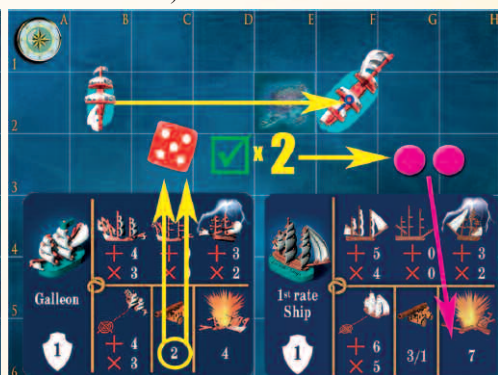 A B C D E F G H
1
2
x 2
3
4
+ 4 + + 3
× 3 × × 2
Galleon
+ 4
× 3
2
4
1
+ 5 + 0 + 3
× 4 × 0 × 2
1st rate
Ship
+ 6
× 5
3/1
7
1
5
6